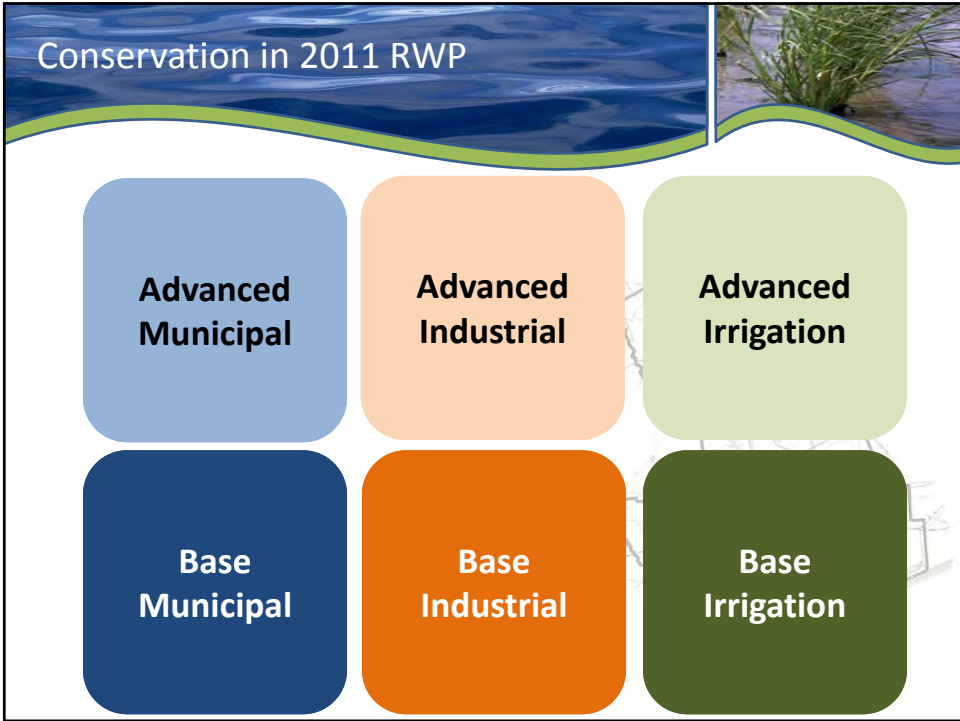 Conservation in 2011 RWP
Advanced
Municipal
Advanced
Industrial
Advanced
Irrigation
Base
Municipal
Base
Industrial
Base
Irrigation